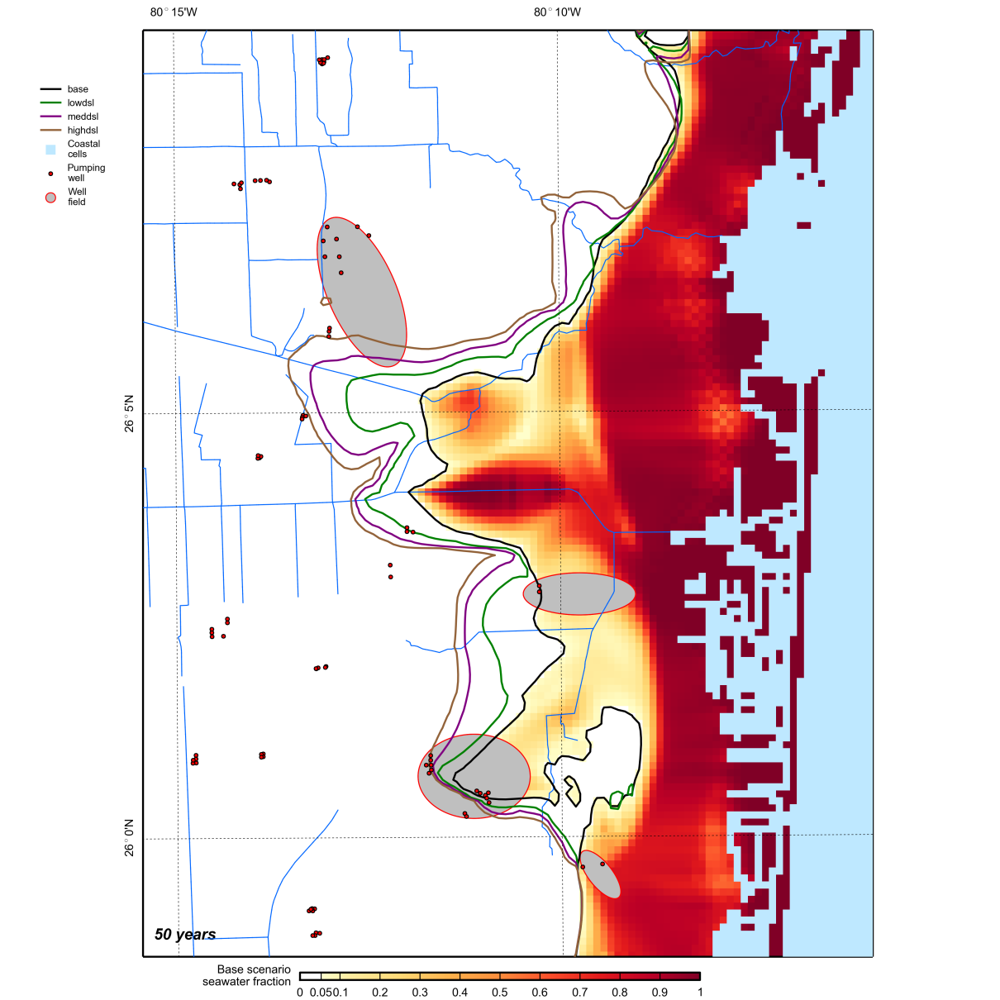 80°15'W 80°10'W
base
lowdsl
meddsl
highdsl
Coastal
cells
Pumping
well
Well
field
26°5'N
26°0'N
50 years
Base scenario
seawater fraction
0 0.05 0.1 0.2 0.3 0.4 0.5 0.6 0.7 0.8 0.9 1